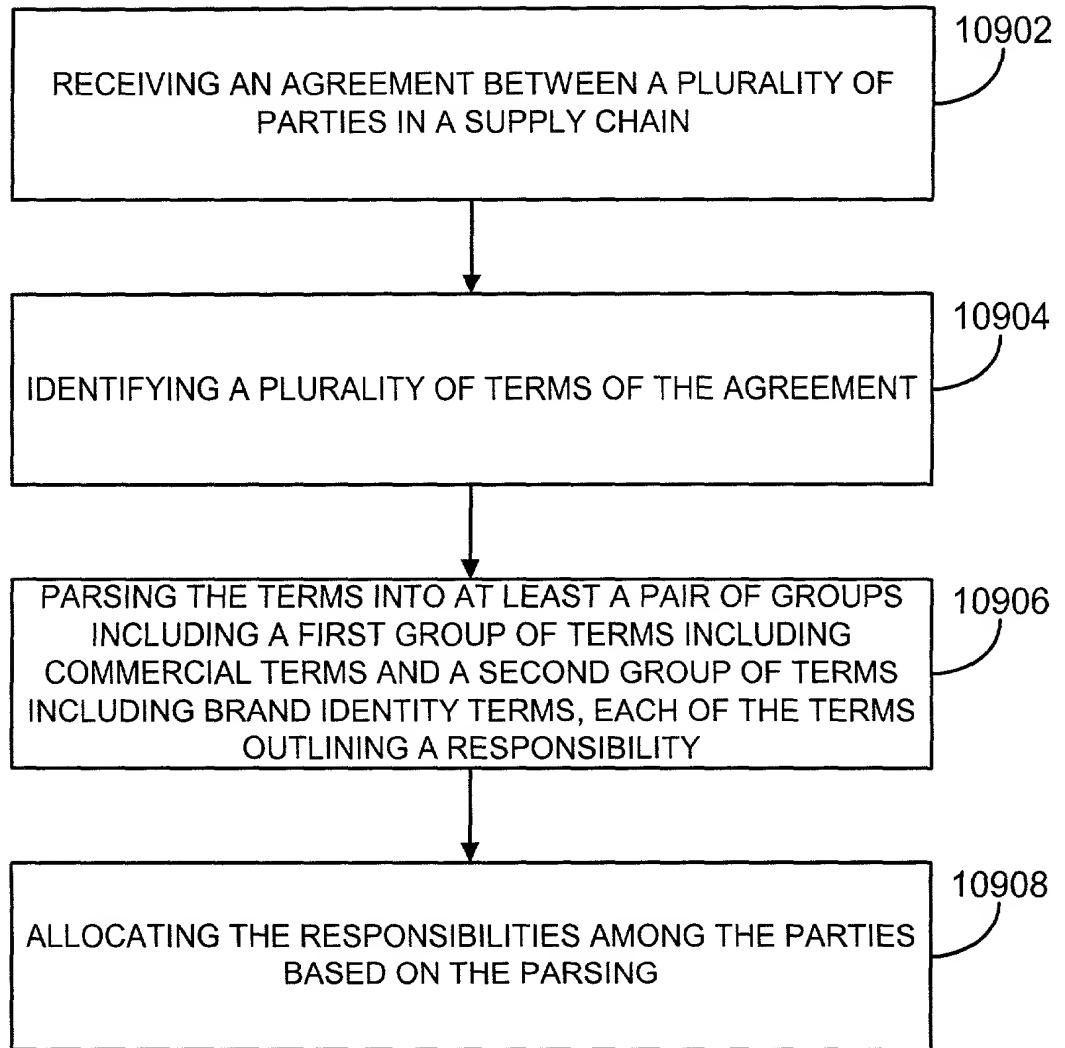 10902
RECEIVING AN AGREEMENT BETWEEN A PLURALITY OF
PARTIES IN A SUPPLY CHAIN
10904
IDENTIFYING A PLURALITY OF TERMS OF THE AGREEMENT
10906
PARSING THE TERMS INTO AT LEAST A PAIR OF GROUPS
INCLUDING A FIRST GROUP OF TERMS INCLUDING
COMMERCIAL TERMS AND A SECOND GROUP OF TERMS
INCLUDING BRAND IDENTITY TERMS, EACH OF THE TERMS
OUTLINING A RESPONSIBILITY
10908
ALLOCATING THE RESPONSIBILITIES AMONG THE PARTIES
BASED ON THE PARSING